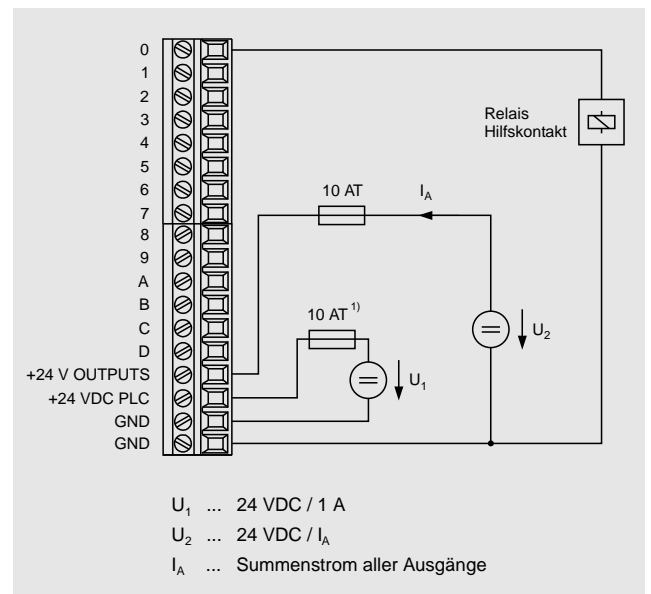 0
1
2
3
4
5
6
7
8
9
A
B
C
D
+24 V OUTPUTS
+24 VDC PLC
GND
GND
Relais
Hilfskontakt
10 AT
I_A
10 AT 1)
U_1
U_2
U_1 ... 24 VDC / 1 A
U_2 ... 24 VDC / I_A
I_A ... Summenstrom aller Ausgänge